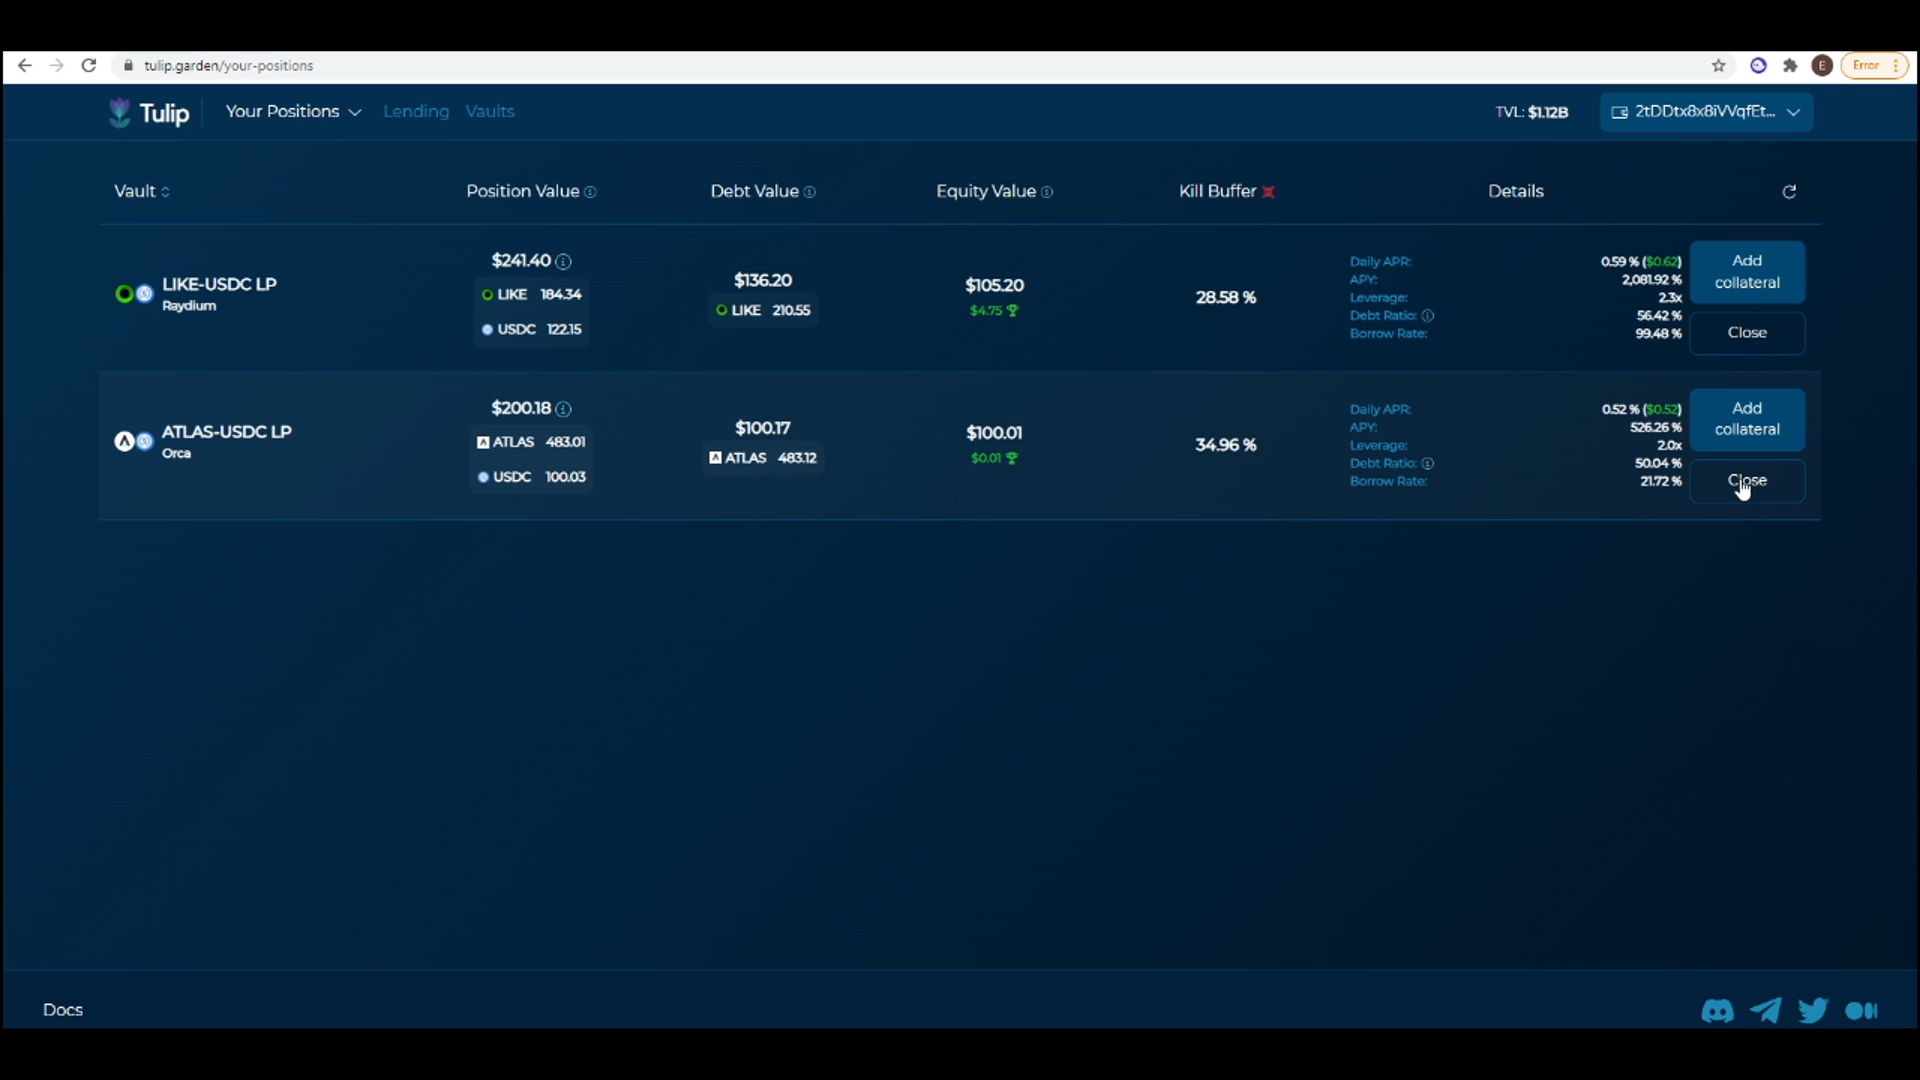 tulip.garden/your-positions
E
Error
Tulip
Your Positions
Lending
Vaults
TVL: $1.12B
2tDDtx8x8iVVqfEt...
Vault
Position Value
Debt Value
Equity Value
Kill Buffer
Details
LIKE-USDC LP
Raydium
$241.40
LIKE 184.34
USDC 122.15
$136.20
LIKE 210.55
$105.20
$4.75
28.58 %
Daily APR: 0.59 % ($0.62)
APY: 2,081.92 %
Leverage: 2.3x
Debt Ratio: 56.42 %
Borrow Rate: 99.48 %
Add
collateral
Close
ATLAS-USDC LP
Orca
$200.18
ATLAS 483.01
USDC 100.03
$100.17
ATLAS 483.12
$100.01
$0.01
34.96 %
Daily APR: 0.52 % ($0.52)
APY: 526.26 %
Leverage: 2.0x
Debt Ratio: 50.04 %
Borrow Rate: 21.72 %
Add
collateral
Close
Docs